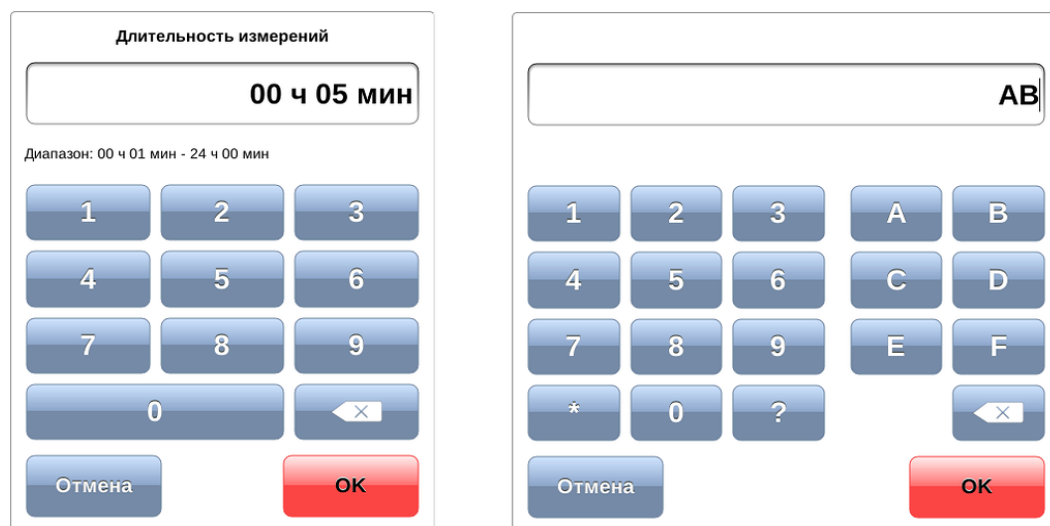 Длительность измерений
00 ч 05 мин
Диапазон: 00 ч 01 мин - 24 ч 00 мин
1 2 3
4 5 6
7 8 9
0
Отмена OK
AB
1 2 3 A B
4 5 6 C D
7 8 9 E F
* 0 ?
Отмена OK